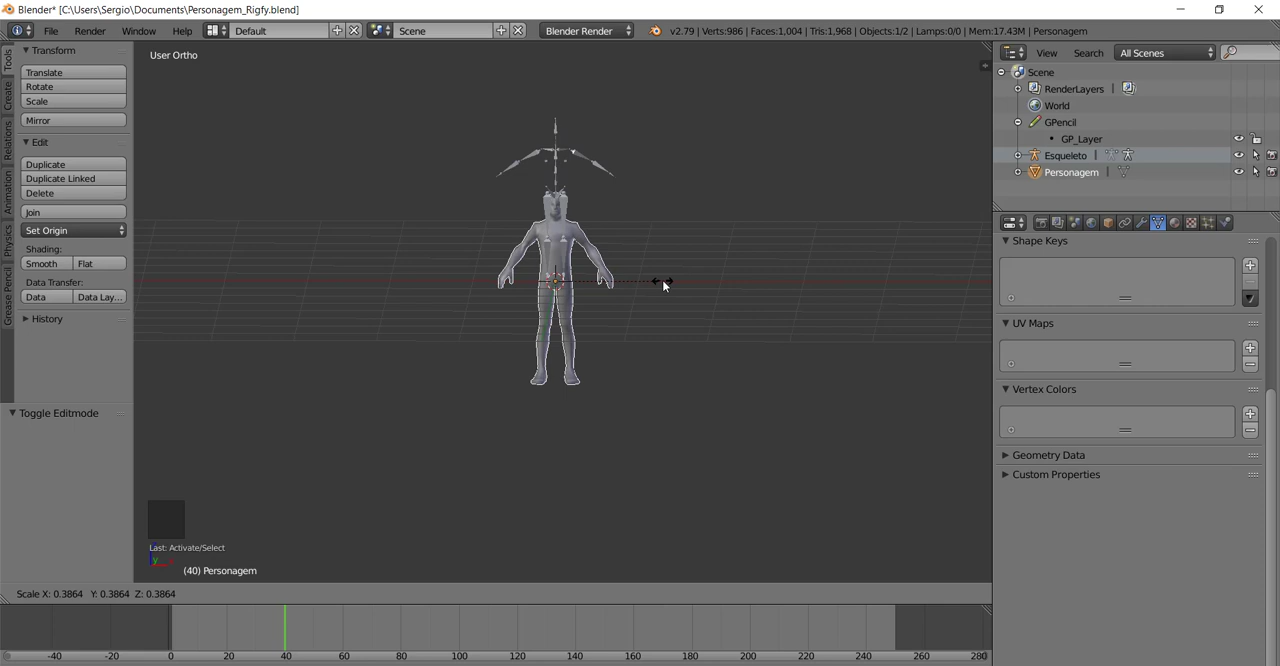 Blender* [C:\Users\Sergio\Documents\Personagem_Rigfy.blend]
File Render Window Help Default Scene Blender Render v2.79 | Verts:986 | Faces:1,004 | Tris:1,968 | Objects:1/2 | Lamps:0/0 | Mem:17.43M | Personagem
Tools
Create
Relations
Animation
Physics
Grease Pencil
Transform
Translate
Rotate
Scale
Mirror
Edit
Duplicate
Duplicate Linked
Delete
Join
Set Origin
Shading:
Smooth Flat
Data Transfer:
Data Data Lay...
History
Toggle Editmode
User Ortho
Last: Activate/Select
(40) Personagem
Scale X: 0.3864 Y: 0.3864 Z: 0.3864
-40 -20 0 20 40 60 80 100 120 140 160 180 200 220 240 260 280
View Search All Scenes
Scene
RenderLayers |
World
GPencil
GP_Layer
Esqueleto |
Personagem |
Shape Keys
UV Maps
Vertex Colors
Geometry Data
Custom Properties